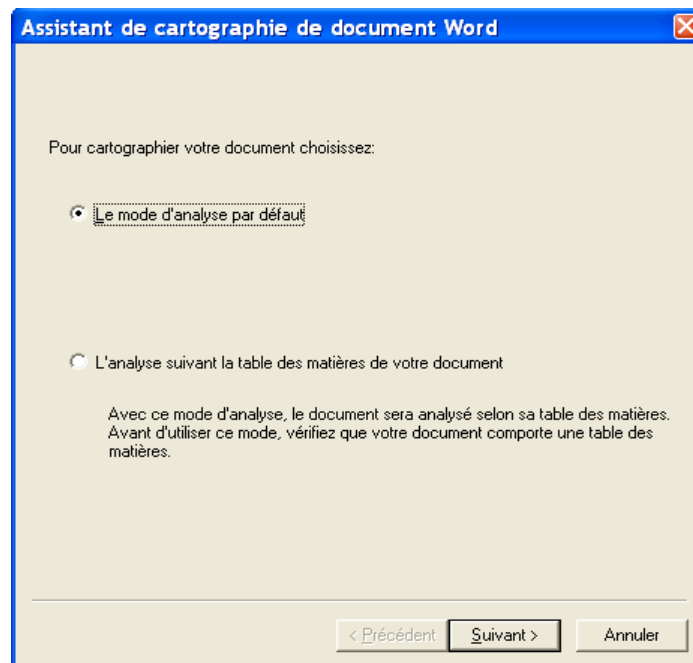 Assistant de cartographie de document Word
Pour cartographier votre document choisissez:
Le mode d'analyse par défaut
L'analyse suivant la table des matières de votre document
Avec ce mode d'analyse, le document sera analysé selon sa table des matières.
Avant d'utiliser ce mode, vérifiez que votre document comporte une table des
matières.
< Précédent Suivant > Annuler